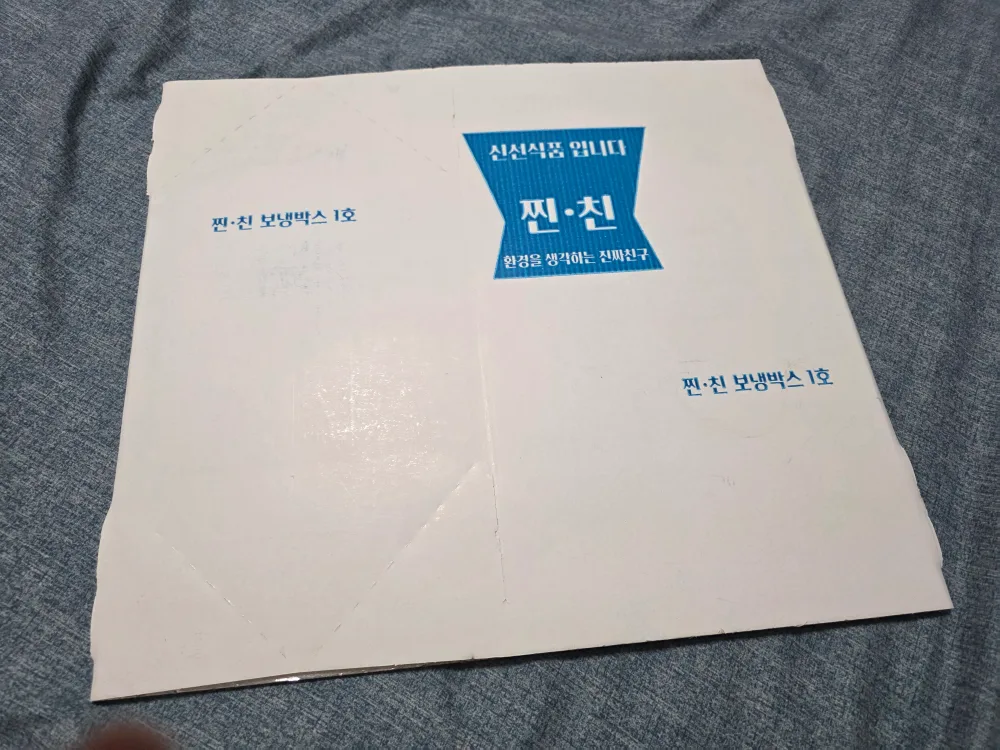 신선식품 입니다
찐·친
환경을 생각하는 진짜친구
찐·친 보냉박스 1호
찐·친 보냉박스 1호